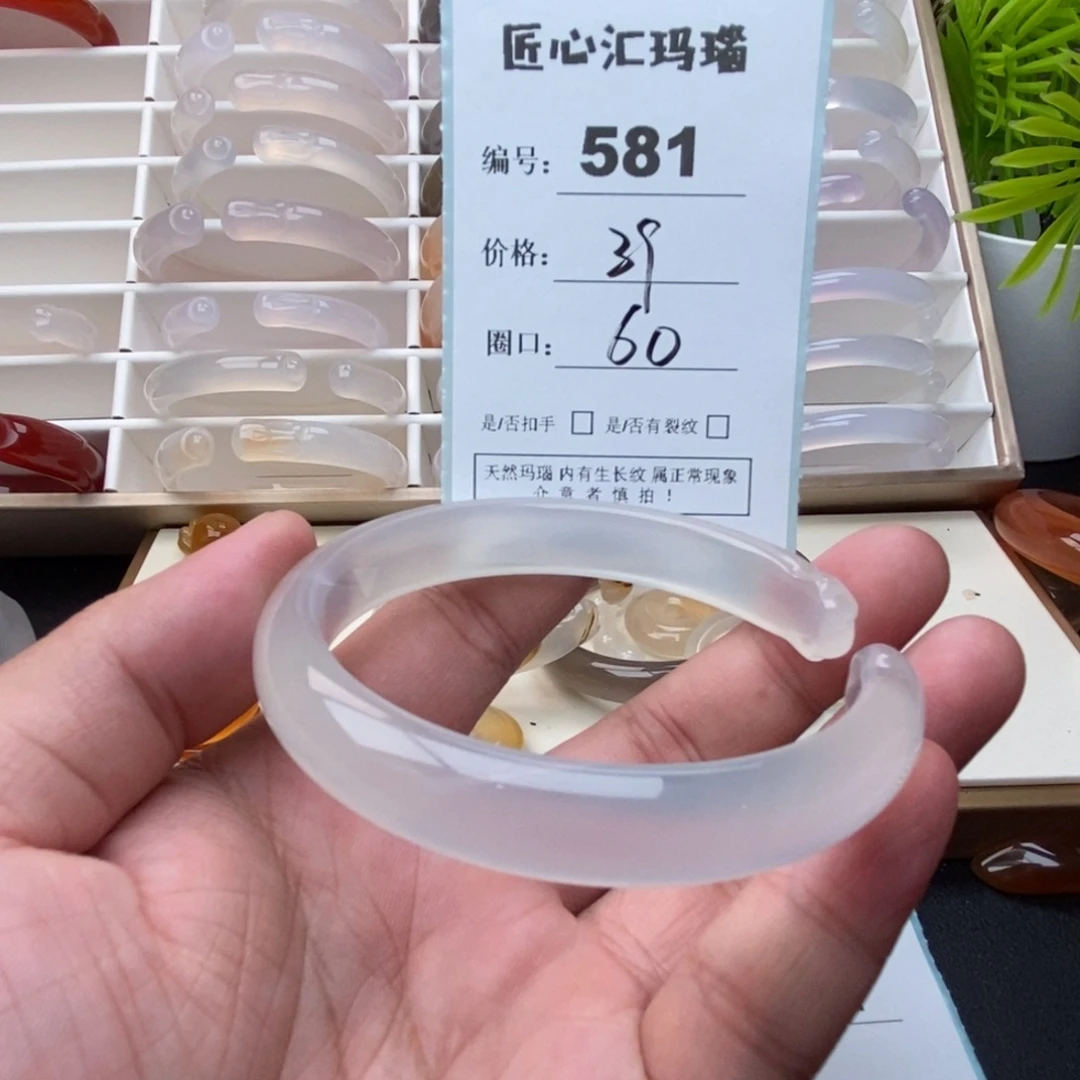 匠心汇玛瑙
编号: 581
价格: 39
圈口: 60
是/否扣手 □ 是/否有裂纹 □
天然玛瑙 内有生长纹 属正常现象
介意者慎拍!